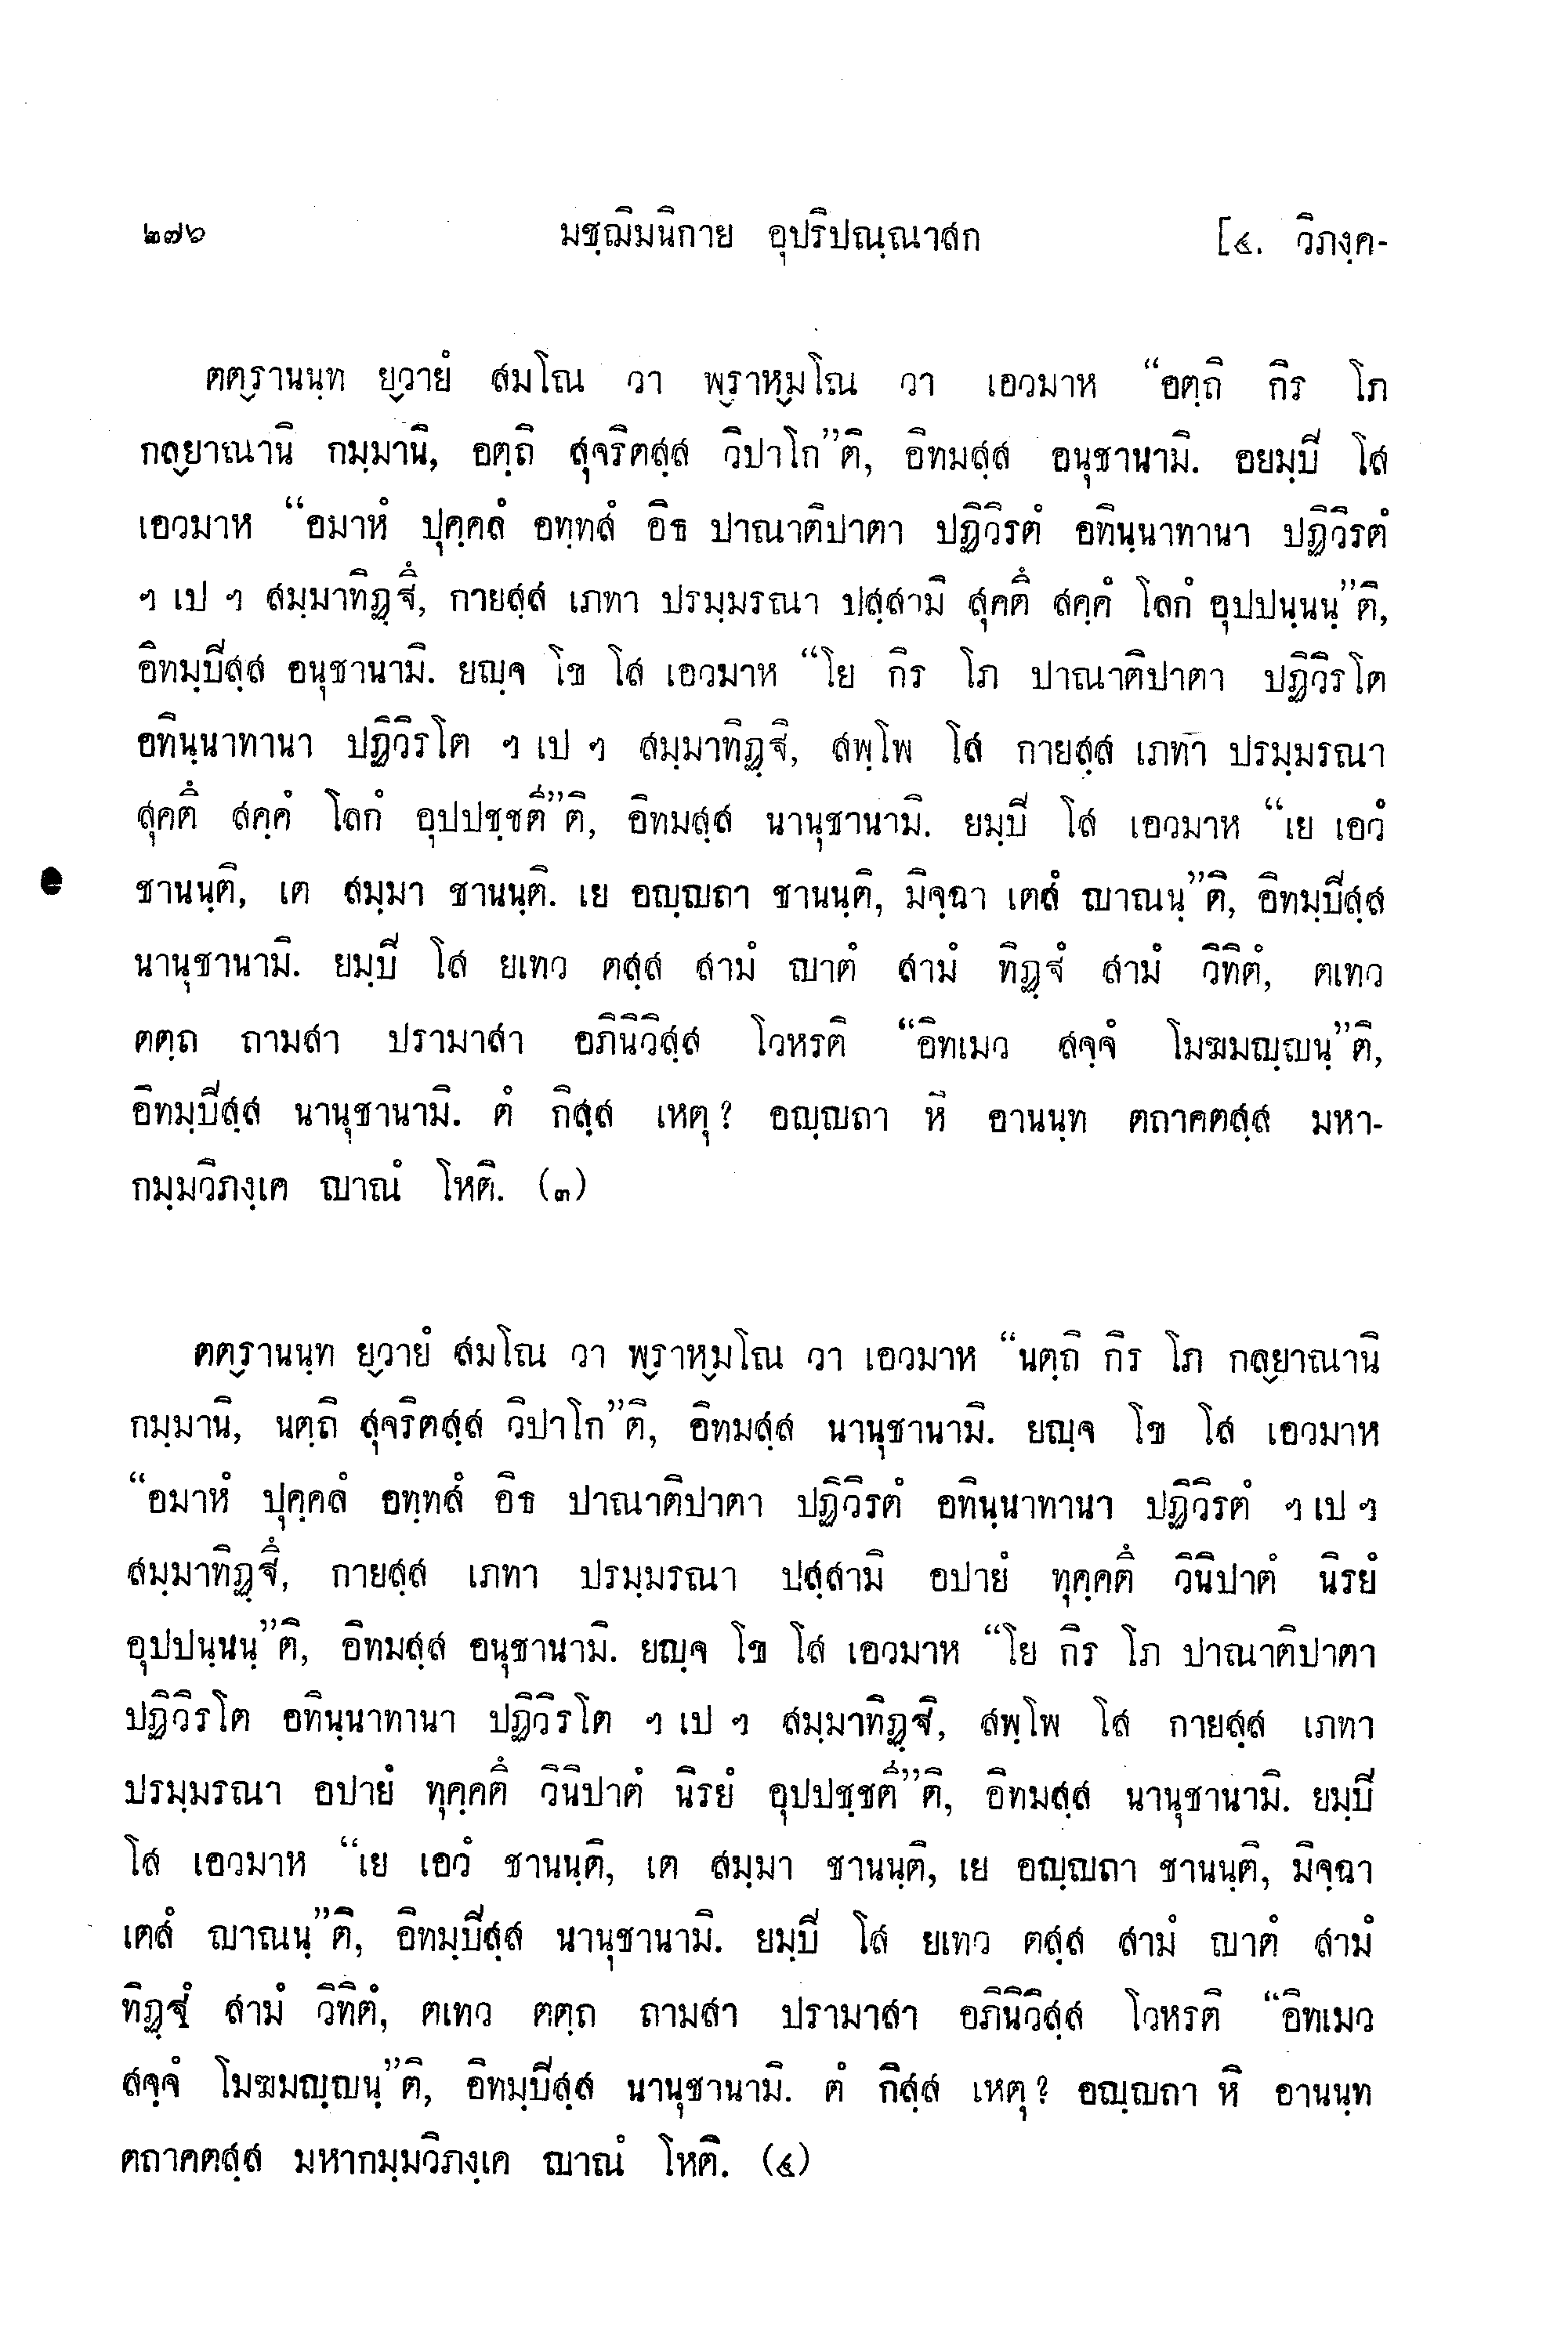 ๒๗๖ มชฺฌิมนิกาย อุปริปณฺณาสก [๔. วิภงฺค-
ตตฺรานนฺท ยฺวายํ สมโณ วา พฺราหฺมโณ วา เอวมาห “อตฺถิ กิร โภ
กลฺยาณานิ กมฺมานิ, อตฺถิ สุจริตสฺส วิปาโก”ติ, อิทมสฺส อนุชานามิ. อยมฺปิ โส
เอวมาห “อมาหํ ปุคฺคลํ อทฺทสํ อิธ ปาณาติปาตา ปฏิวิรตํ อทินฺนาทานา ปฏิวิรตํ
ฯ เป ฯ สมฺมาทิฏฺฐึ, กายสฺส เภทา ปรมฺมรณา ปสฺสามิ สุคตึ สคฺคํ โลกํ อุปปนฺนนฺ”ติ,
อิทมฺปิสฺส อนุชานามิ. ยญฺจ โข โส เอวมาห “โย กิร โภ ปาณาติปาตา ปฏิวิรโต
อทินฺนาทานา ปฏิวิรโต ฯ เป ฯ สมฺมาทิฏฺฐิ, สพฺโพ โส กายสฺส เภทา ปรมฺมรณา
สุคตึ สคฺคํ โลกํ อุปปชฺชตี”ติ, อิทมสฺส นานุชานามิ. ยมฺปิ โส เอวมาห “เย เอวํ
ชานนฺติ, เต สมฺมา ชานนฺติ. เย อญฺญถา ชานนฺติ, มิจฺฉา เตสํ ญาณนฺ”ติ, อิทมฺปิสฺส
นานุชานามิ. ยมฺปิ โส ยเทว ตสฺส สามํ ญาตํ สามํ ทิฏฺฐํ สามํ วิทิตํ, ตเทว
ตตฺถ ถามสา ปรามาสา อภินิวิสฺส โวหรติ “อิทเมว สจฺจํ โมฆมญฺญนฺ”ติ,
อิทมฺปิสฺส นานุชานามิ. ตํ กิสฺส เหตุ? อญฺญถา หิ อานนฺท ตถาคตสฺส มหา-
กมฺมวิภงฺเค ญาณํ โหติ. (๓)
ตตฺรานนฺท ยฺวายํ สมโณ วา พฺราหฺมโณ วา เอวมาห “นตฺถิ กิร โภ กลฺยาณานิ
กมฺมานิ, นตฺถิ สุจริตสฺส วิปาโก”ติ, อิทมสฺส นานุชานามิ. ยญฺจ โข โส เอวมาห
“อมาหํ ปุคฺคลํ อทฺทสํ อิธ ปาณาติปาตา ปฏิวิรตํ อทินฺนาทานา ปฏิวิรตํ ฯ เป ฯ
สมฺมาทิฏฺฐึ, กายสฺส เภทา ปรมฺมรณา ปสฺสามิ อปายํ ทุคฺคตึ วินิปาตํ นิรยํ
อุปปนฺนนฺ”ติ, อิทมสฺส อนุชานามิ. ยญฺจ โข โส เอวมาห “โย กิร โภ ปาณาติปาตา
ปฏิวิรโต อทินฺนาทานา ปฏิวิรโต ฯ เป ฯ สมฺมาทิฏฺฐิ, สพฺโพ โส กายสฺส เภทา
ปรมฺมรณา อปายํ ทุคฺคตึ วินิปาตํ นิรยํ อุปปชฺชตี”ติ, อิทมสฺส นานุชานามิ. ยมฺปิ
โส เอวมาห “เย เอวํ ชานนฺติ, เต สมฺมา ชานนฺติ, เย อญฺญถา ชานนฺติ, มิจฺฉา
เตสํ ญาณนฺ”ติ, อิทมฺปิสฺส นานุชานามิ. ยมฺปิ โส ยเทว ตสฺส สามํ ญาตํ สามํ
ทิฏฺฐํ สามํ วิทิตํ, ตเทว ตตฺถ ถามสา ปรามาสา อภินิวิสฺส โวหรติ “อิทเมว
สจฺจํ โมฆมญฺญนฺ”ติ, อิทมฺปิสฺส นานุชานามิ. ตํ กิสฺส เหตุ? อญฺญถา หิ อานนฺท
ตถาคตสฺส มหากมฺมวิภงฺเค ญาณํ โหติ. (๔)